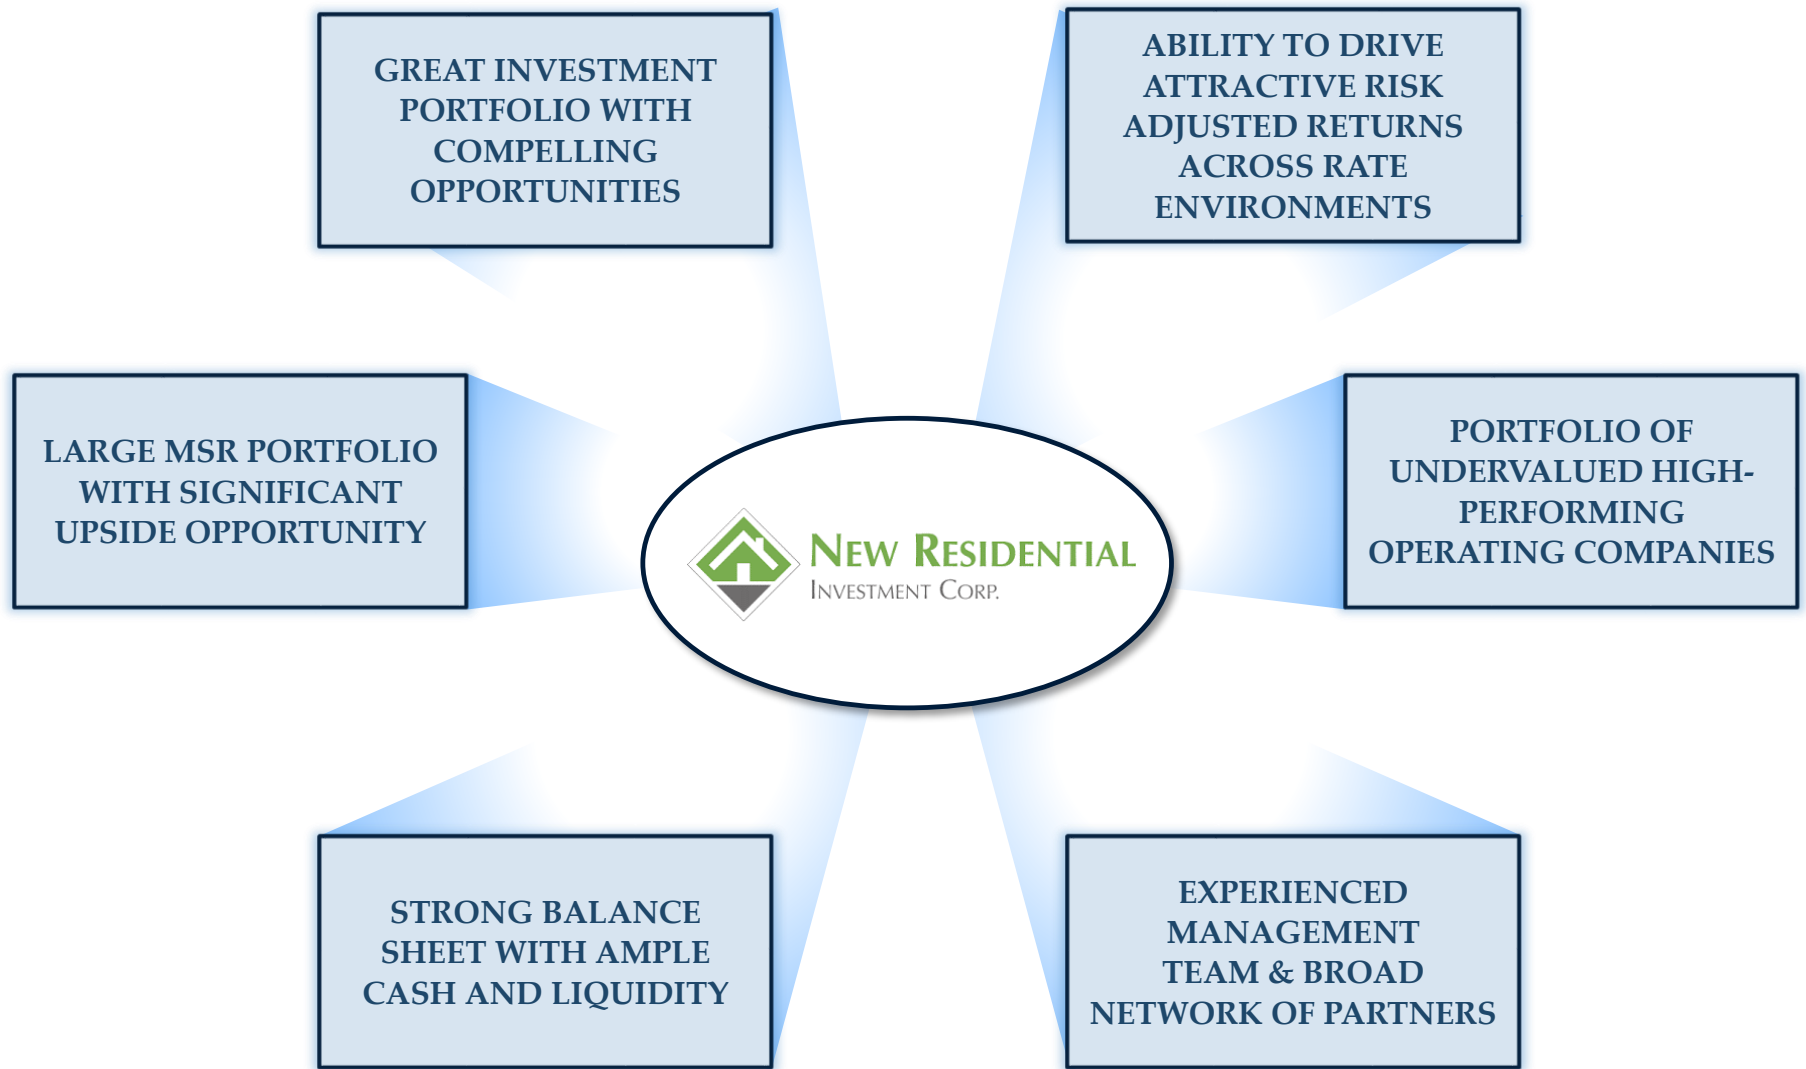 GREAT INVESTMENT
PORTFOLIO WITH
COMPELLING
OPPORTUNITIES
ABILITY TO DRIVE
ATTRACTIVE RISK
ADJUSTED RETURNS
ACROSS RATE
ENVIRONMENTS
LARGE MSR PORTFOLIO
WITH SIGNIFICANT
UPSIDE OPPORTUNITY
NEW RESIDENTIAL
INVESTMENT CORP.
PORTFOLIO OF
UNDERVALUED HIGH-
PERFORMING
OPERATING COMPANIES
STRONG BALANCE
SHEET WITH AMPLE
CASH AND LIQUIDITY
EXPERIENCED
MANAGEMENT
TEAM & BROAD
NETWORK OF PARTNERS